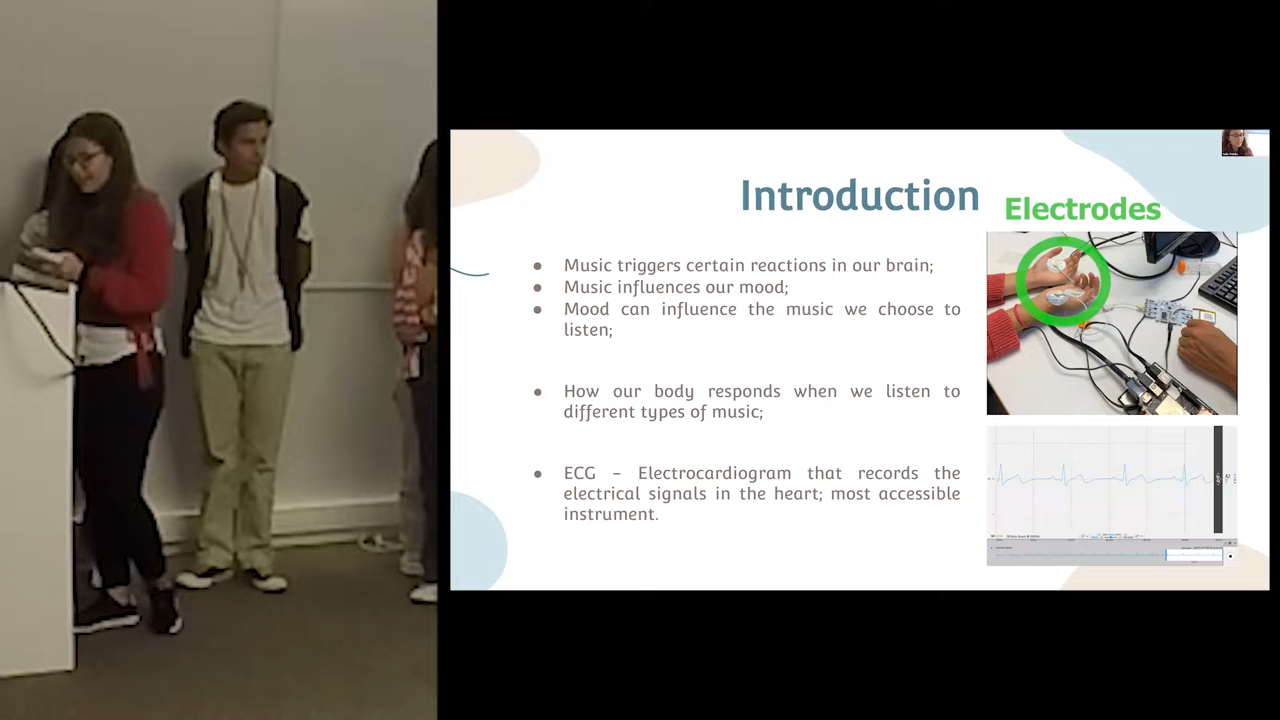 Introduction
Electrodes
● Music triggers certain reactions in our brain;
● Music influences our mood;
● Mood can influence the music we choose to
listen;
● How our body responds when we listen to
different types of music;
● ECG – Electrocardiogram that records the
electrical signals in the heart; most accessible
instrument.